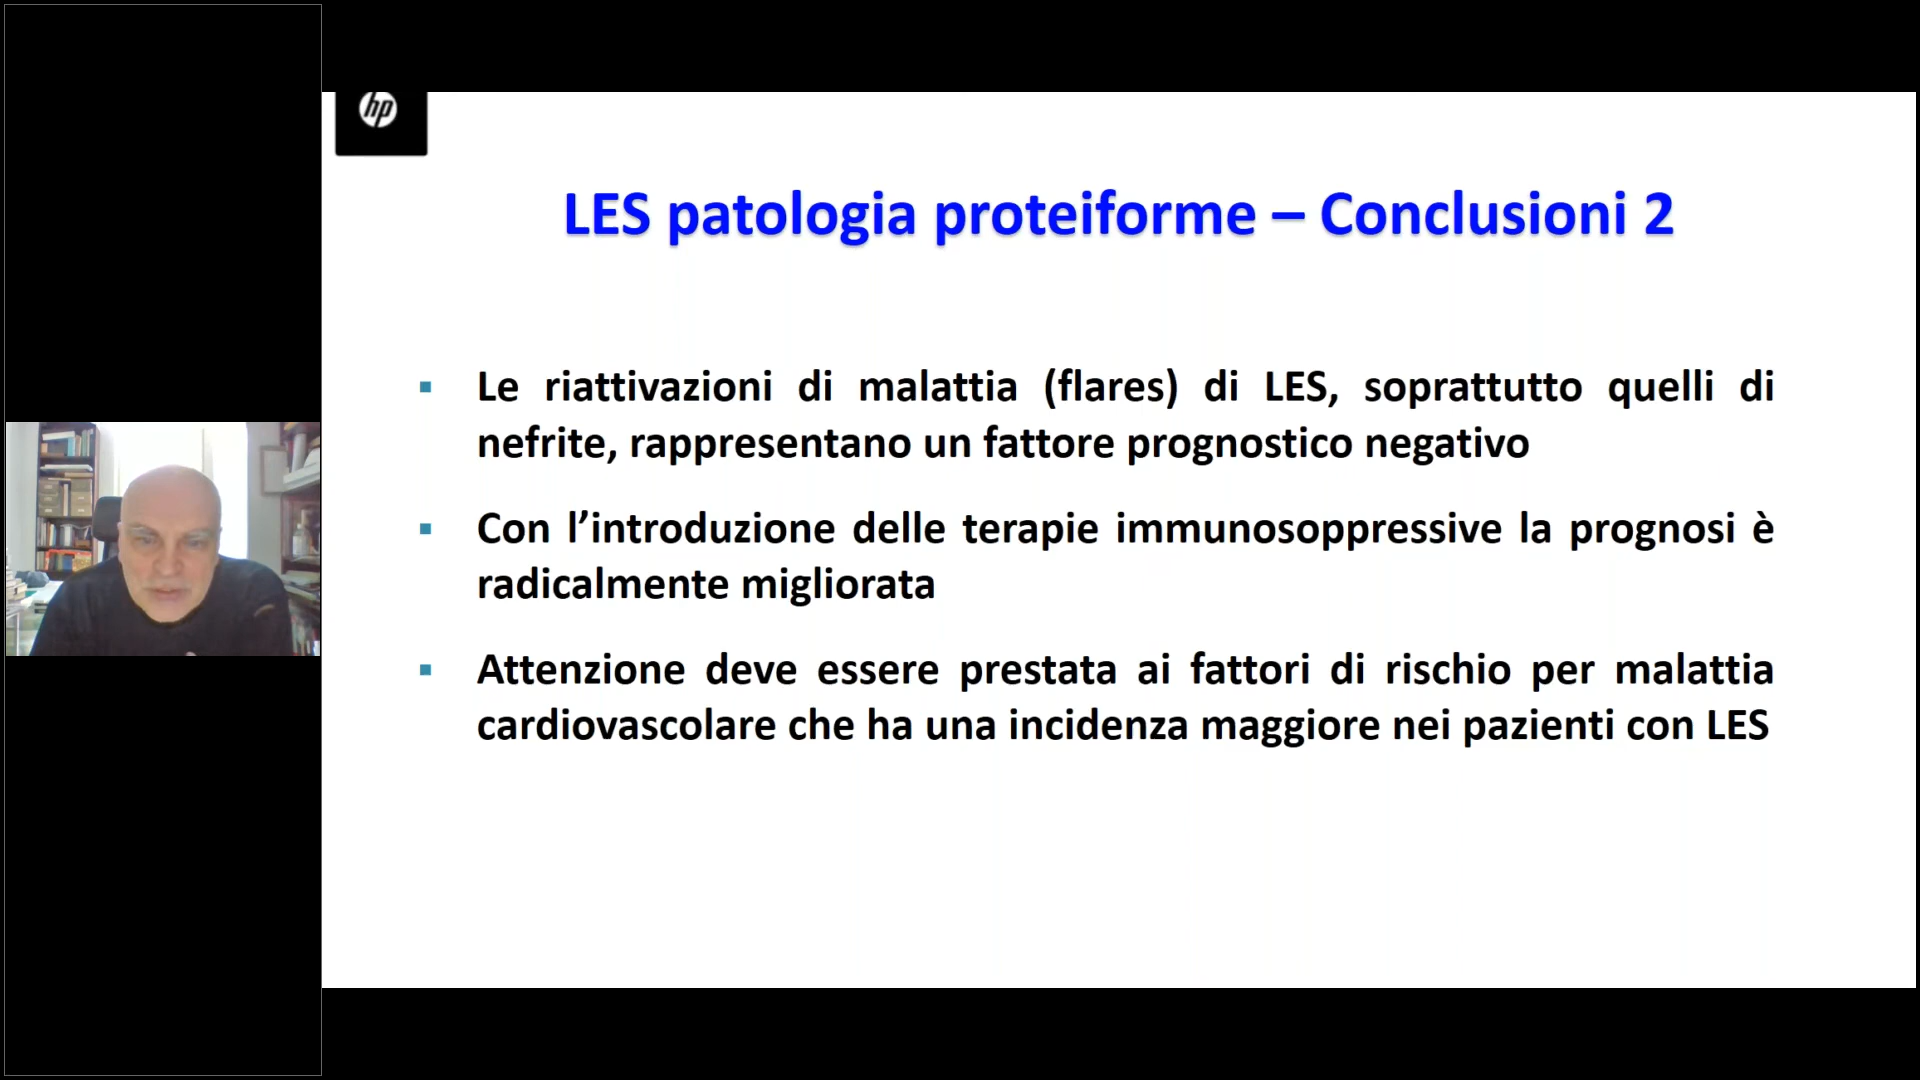 hp
LES patologia proteiforme – Conclusioni 2
▪ Le riattivazioni di malattia (flares) di LES, soprattutto quelli di
nefrite, rappresentano un fattore prognostico negativo
▪ Con l’introduzione delle terapie immunosoppressive la prognosi è
radicalmente migliorata
▪ Attenzione deve essere prestata ai fattori di rischio per malattia
cardiovascolare che ha una incidenza maggiore nei pazienti con LES